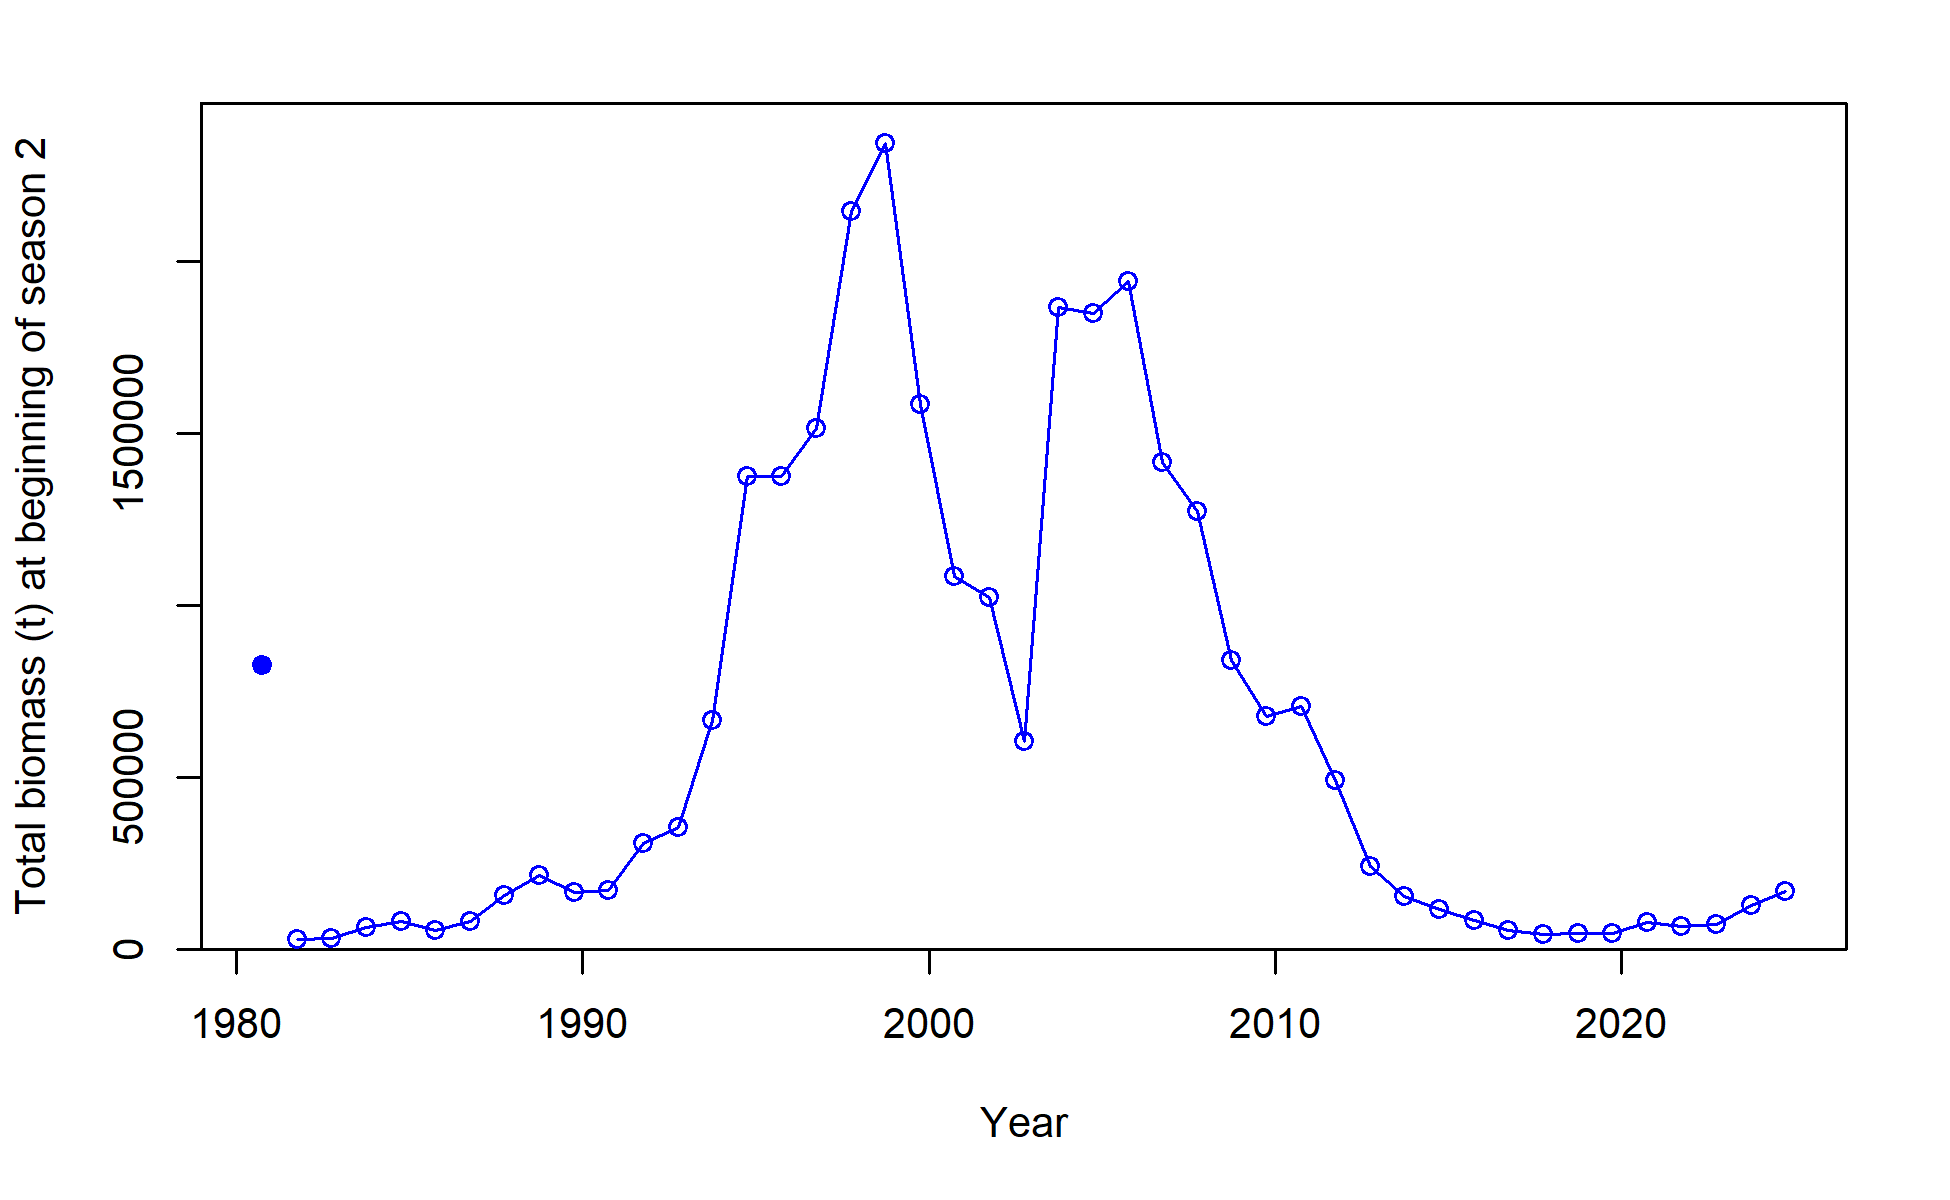 Total biomass (t) at beginning of season 2
1500000
500000
0
1980 1990 2000 2010 2020
Year